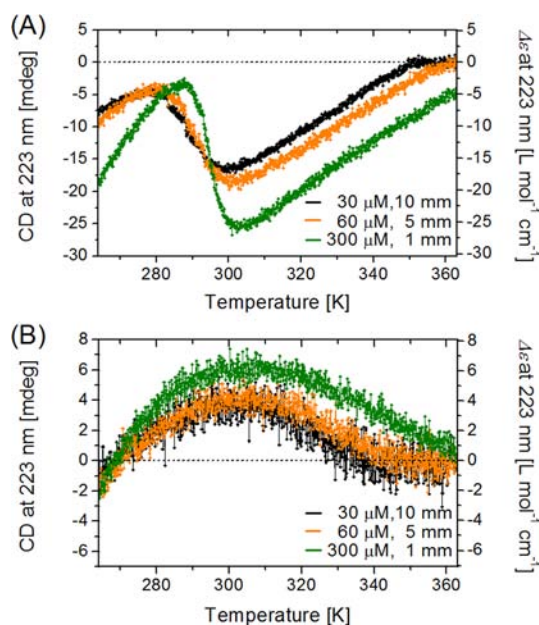 (A)
CD at 223 nm [mdeg]
5
0
-5
-10
-15
-20
-25
-30
280 300 320 340 360
Temperature [K]
30 μM, 10 mm
60 μM, 5 mm
300 μM, 1 mm
5
0
-5
-10
-15
-20
-25
-30
Δε at 223 nm [L mol⁻¹ cm⁻¹]
(B)
CD at 223 nm [mdeg]
8
6
4
2
0
-2
-4
-6
280 300 320 340 360
Temperature [K]
30 μM, 10 mm
60 μM, 5 mm
300 μM, 1 mm
8
6
4
2
0
-2
-4
-6
Δε at 223 nm [L mol⁻¹ cm⁻¹]